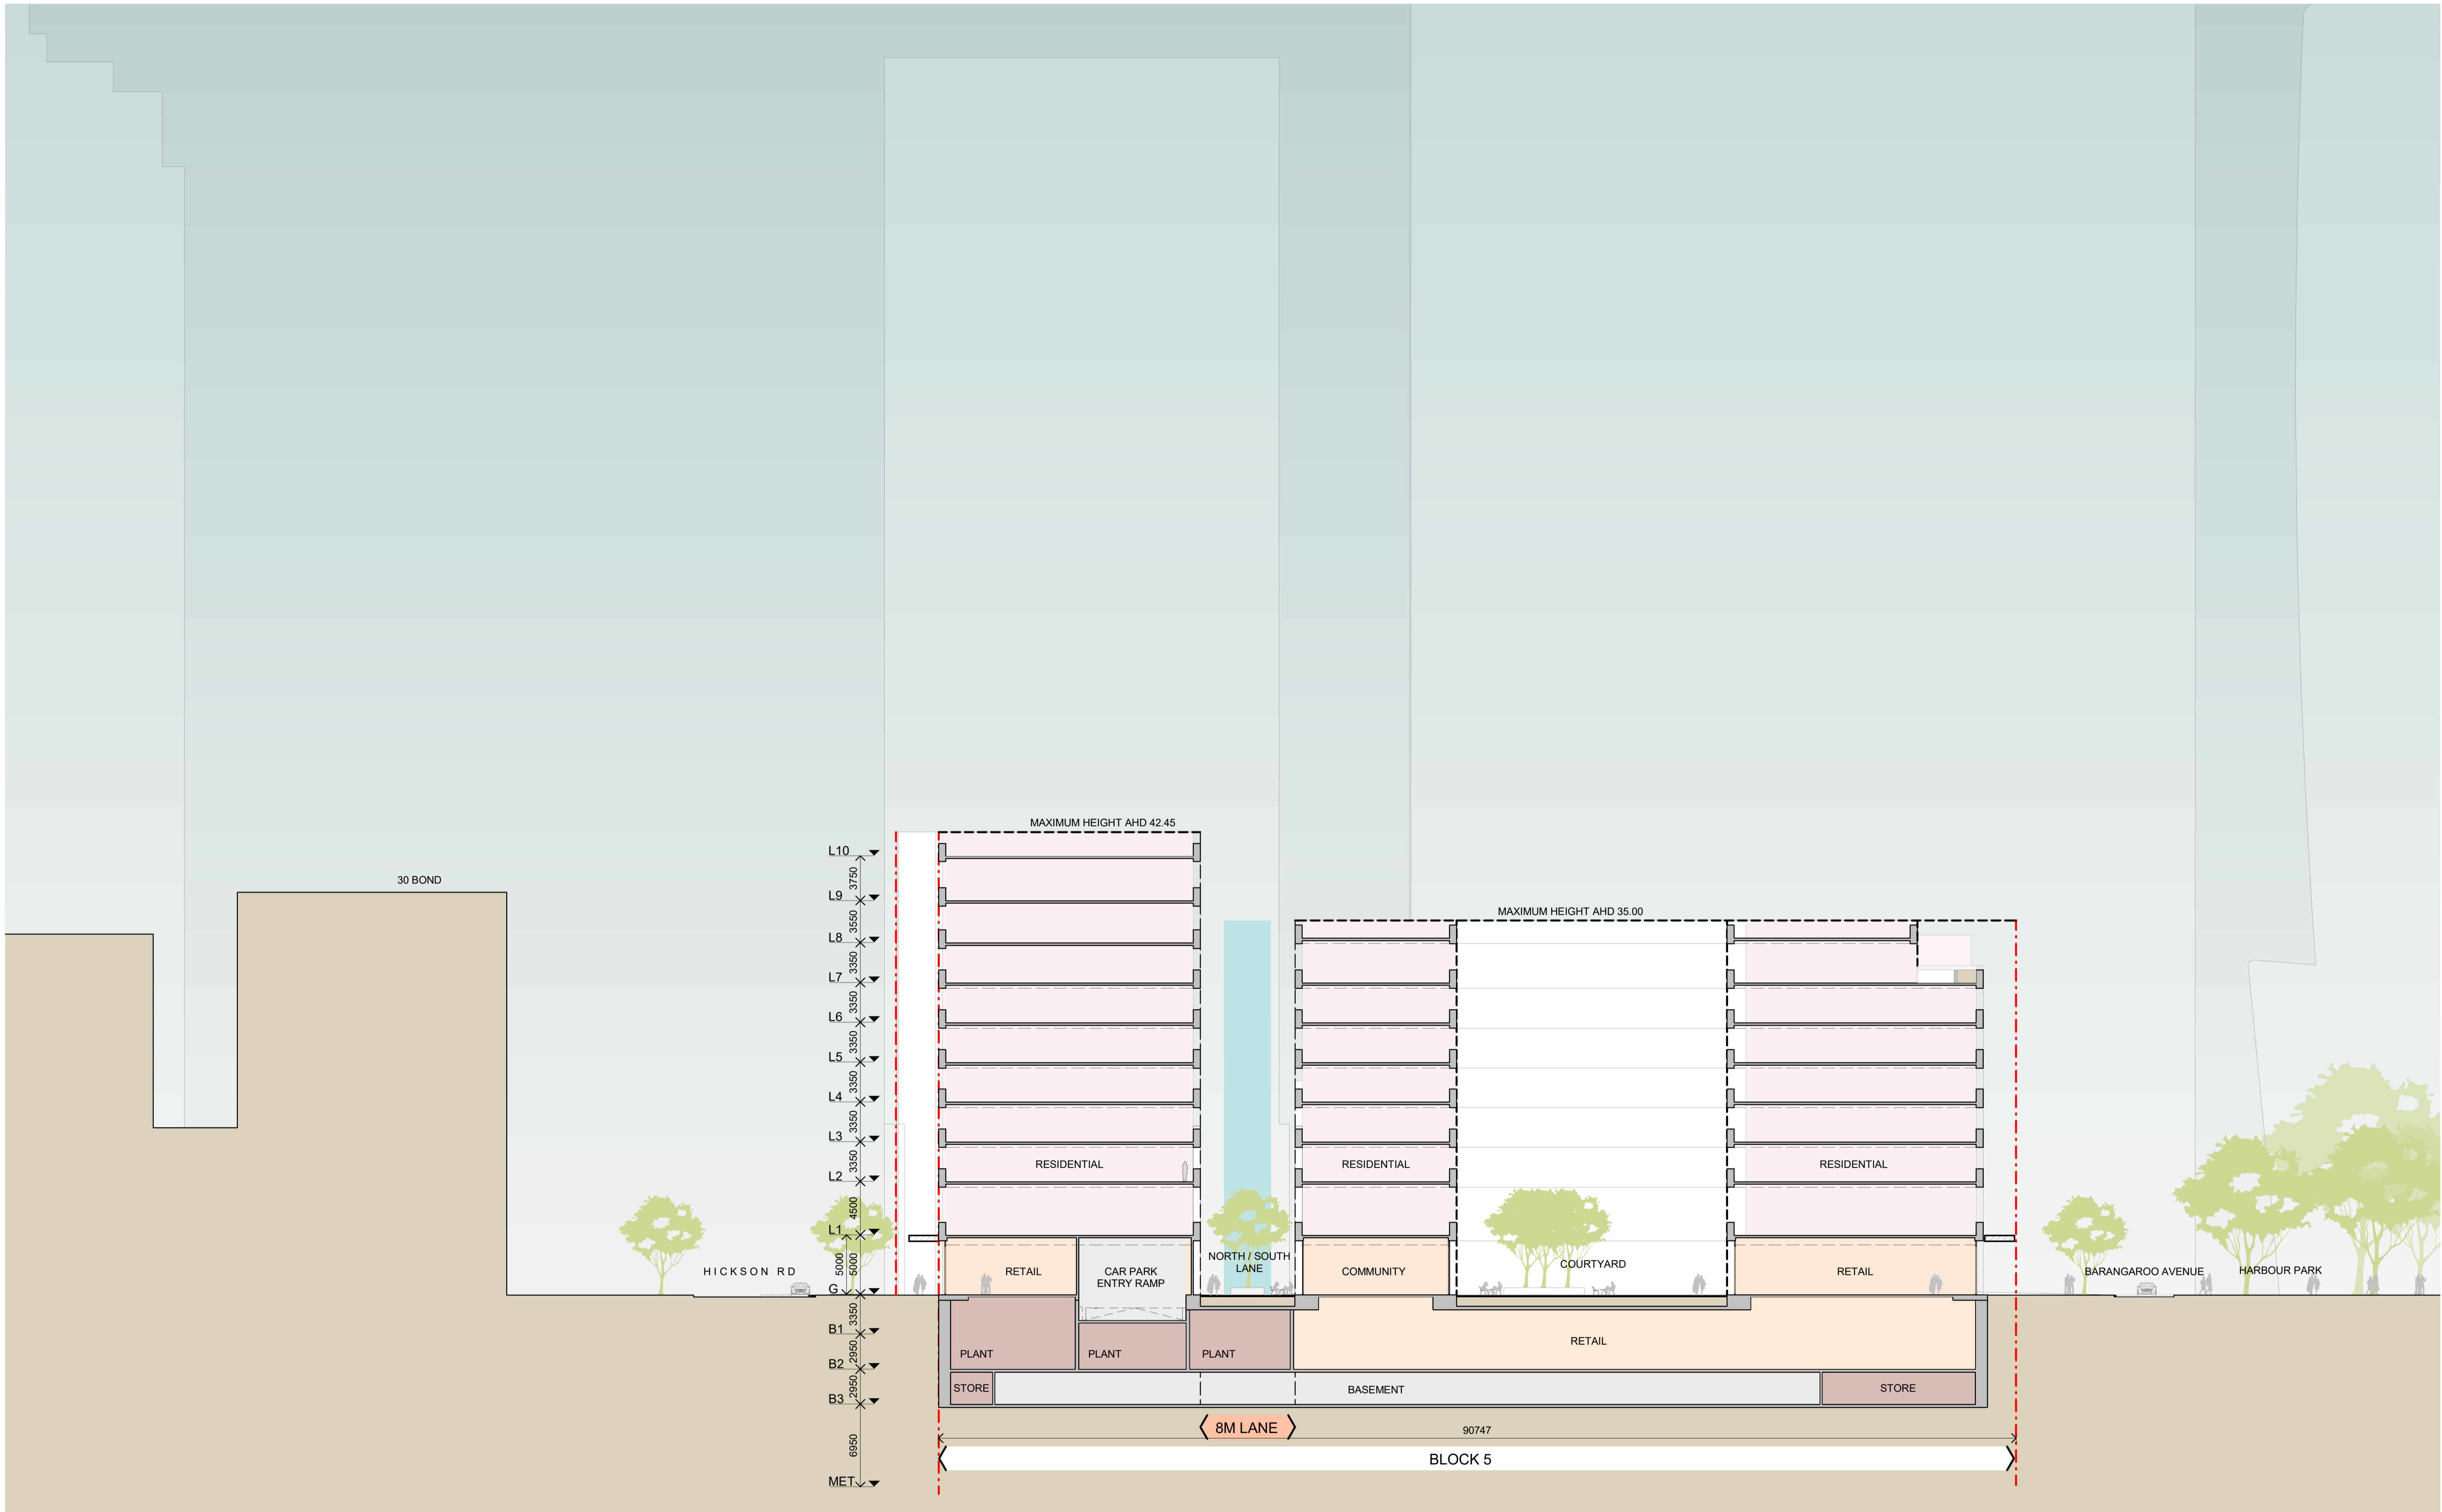 MAXIMUM HEIGHT AHD 42.45
L10
3750
30 BOND
L9
3550
MAXIMUM HEIGHT AHD 35.00
L8
3350
L7
3350
L6
3350
L5
3350
L4
3350
L3
3350
RESIDENTIAL
RESIDENTIAL
RESIDENTIAL
L2
4500
L1
5000
5000
HICKSON RD
RETAIL
CAR PARK
ENTRY RAMP
NORTH / SOUTH
LANE
COMMUNITY
COURTYARD
RETAIL
BARANGAROO AVENUE
HARBOUR PARK
G
3350
B1
2950
PLANT
PLANT
PLANT
RETAIL
B2
2950
STORE
BASEMENT
STORE
B3
6950
8M LANE
90747
BLOCK 5
MET